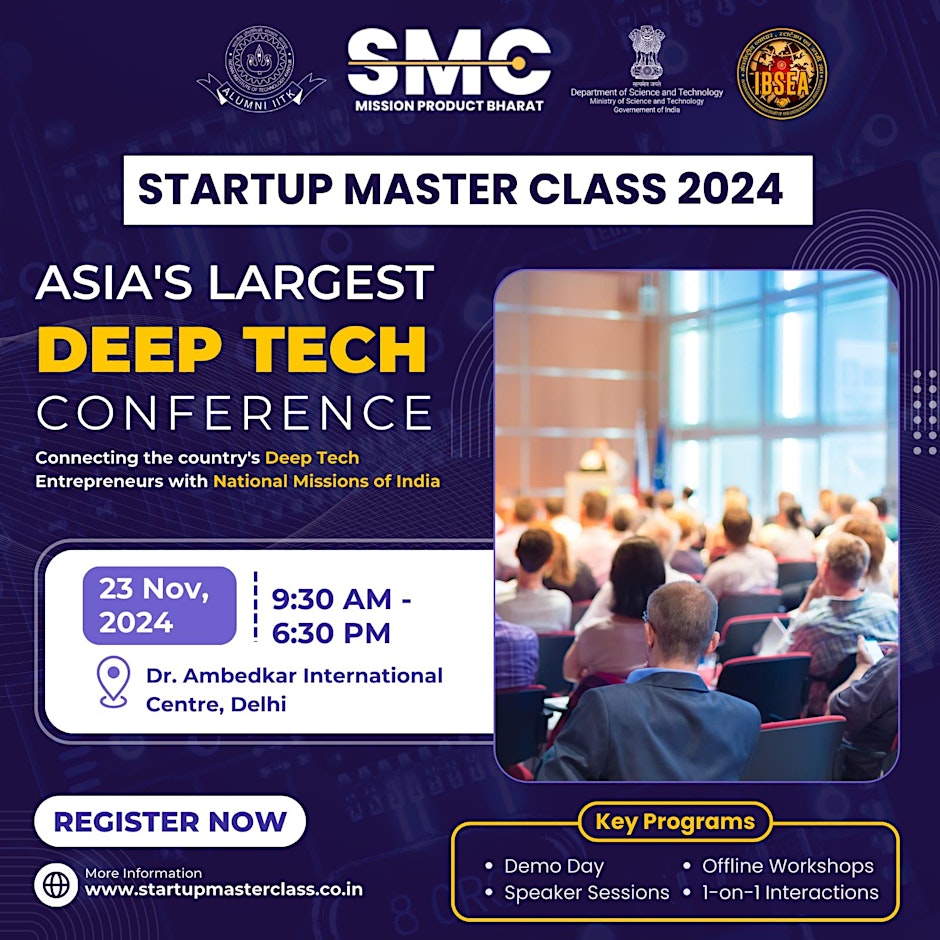 ALUMNI IITK
SMC
MISSION PRODUCT BHARAT
Department of Science and Technology
Ministry of Science and Technology
Governement of India
IBSEA
STARTUP MASTER CLASS 2024
ASIA'S LARGEST
DEEP TECH
CONFERENCE
Connecting the country's Deep Tech
Entrepreneurs with National Missions of India
23 Nov,
2024
9:30 AM -
6:30 PM
Dr. Ambedkar International
Centre, Delhi
REGISTER NOW
More Information
www.startupmasterclass.co.in
Key Programs
• Demo Day
• Offline Workshops
• Speaker Sessions
• 1-on-1 Interactions